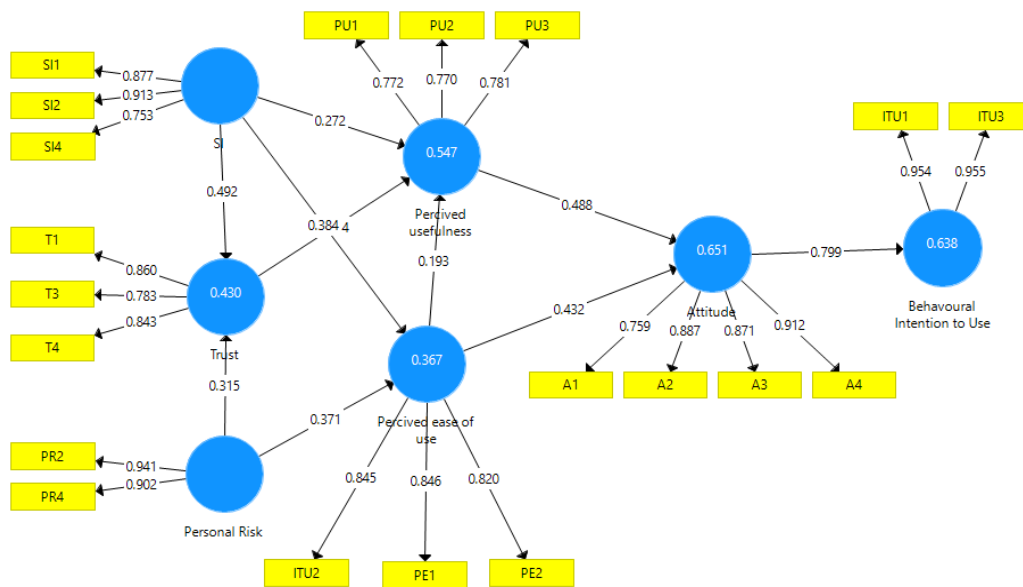 PU1
PU2
PU3
SI1
SI2
SI4
0.877
0.913
0.753
SI
0.772
0.770
0.781
0.272
0.547
Percived
usefulness
ITU1
ITU3
0.954
0.955
0.492
0.384
4
0.488
0.193
0.651
Attitude
0.799
0.638
Behavoural
Intention to Use
T1
T3
T4
0.860
0.783
0.843
0.430
Trust
0.432
0.759
0.887
0.871
0.912
A1
A2
A3
A4
0.315
0.371
0.367
Percived ease of
use
PR2
PR4
0.941
0.902
Personal Risk
0.845
0.846
0.820
ITU2
PE1
PE2